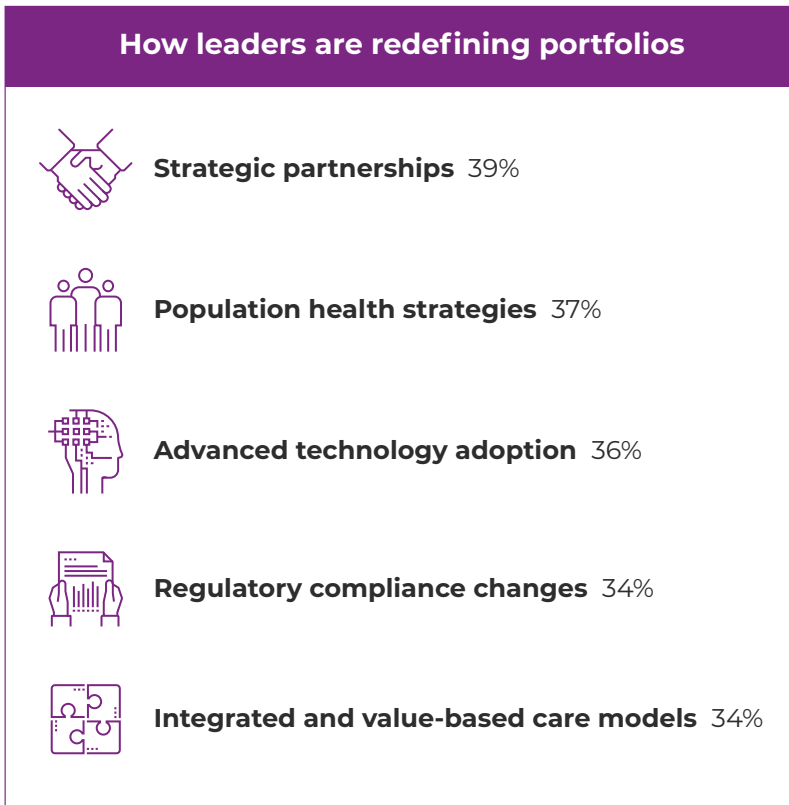 How leaders are redefining portfolios
Strategic partnerships 39%
Population health strategies 37%
Advanced technology adoption 36%
Regulatory compliance changes 34%
Integrated and value-based care models 34%